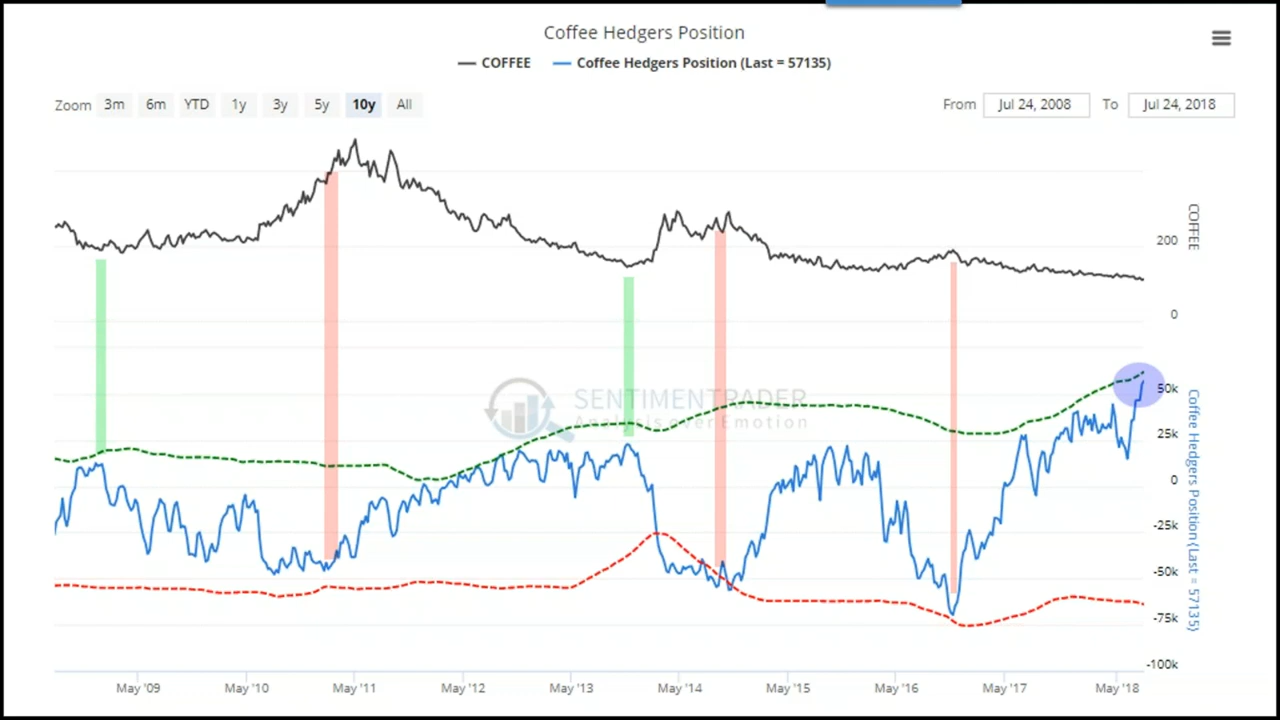 Coffee Hedgers Position
COFFEE Coffee Hedgers Position (Last = 57135)
Zoom 3m 6m YTD 1y 3y 5y 10y All From Jul 24, 2008 To Jul 24, 2018
COFFEE
200
0
SENTIMENTRADER
Analysis over Emotion
50k
25k
0
-25k
-50k
-75k
-100k
Coffee Hedgers Position (Last = 57135)
May '09 May '10 May '11 May '12 May '13 May '14 May '15 May '16 May '17 May '18